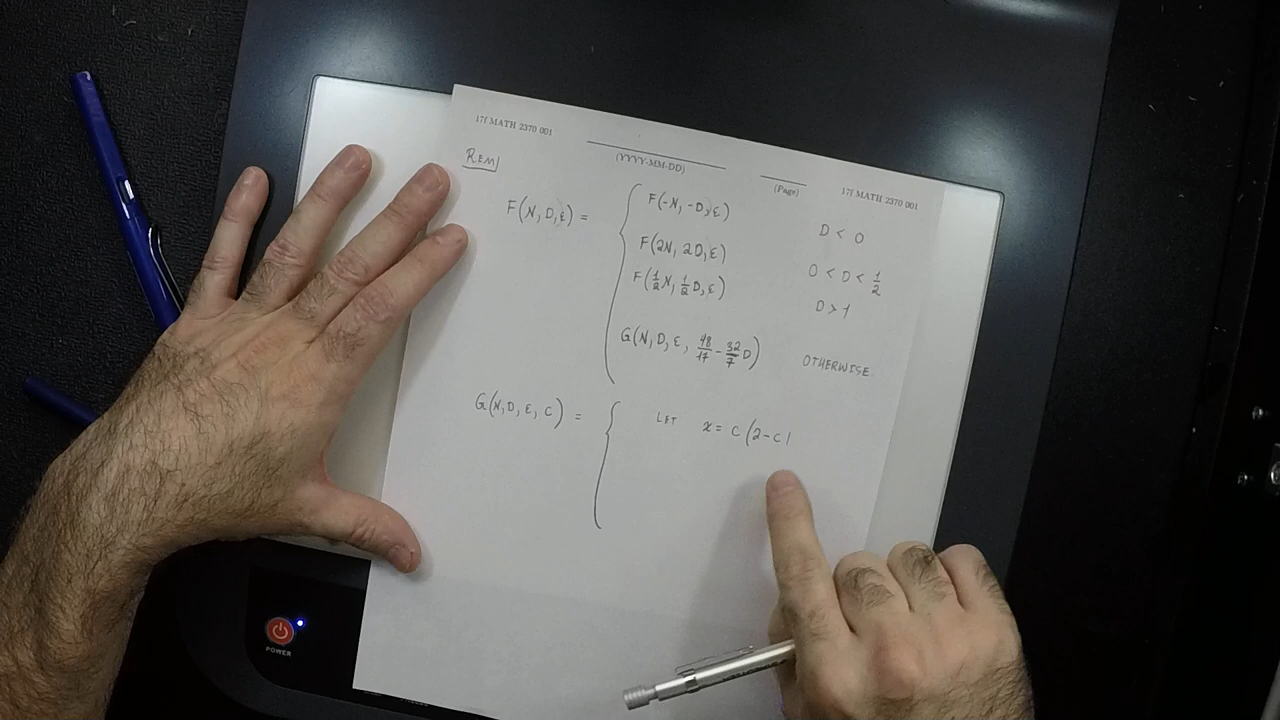 17f MATH 2370 001
(YYYY-MM-DD)
(Page)
17f MATH 2370 001
REM
F(N, D, ε) =
F(-N, -D, ε) D < 0
F(2N, 2D, ε) 0 < D < 1/2
F(1/2 N, 1/2 D, ε) D > 1
G(N, D, ε, 48/17 - 32/7 D) OTHERWISE
G(N, D, ε, C) =
LET x = C (2-C
POWER